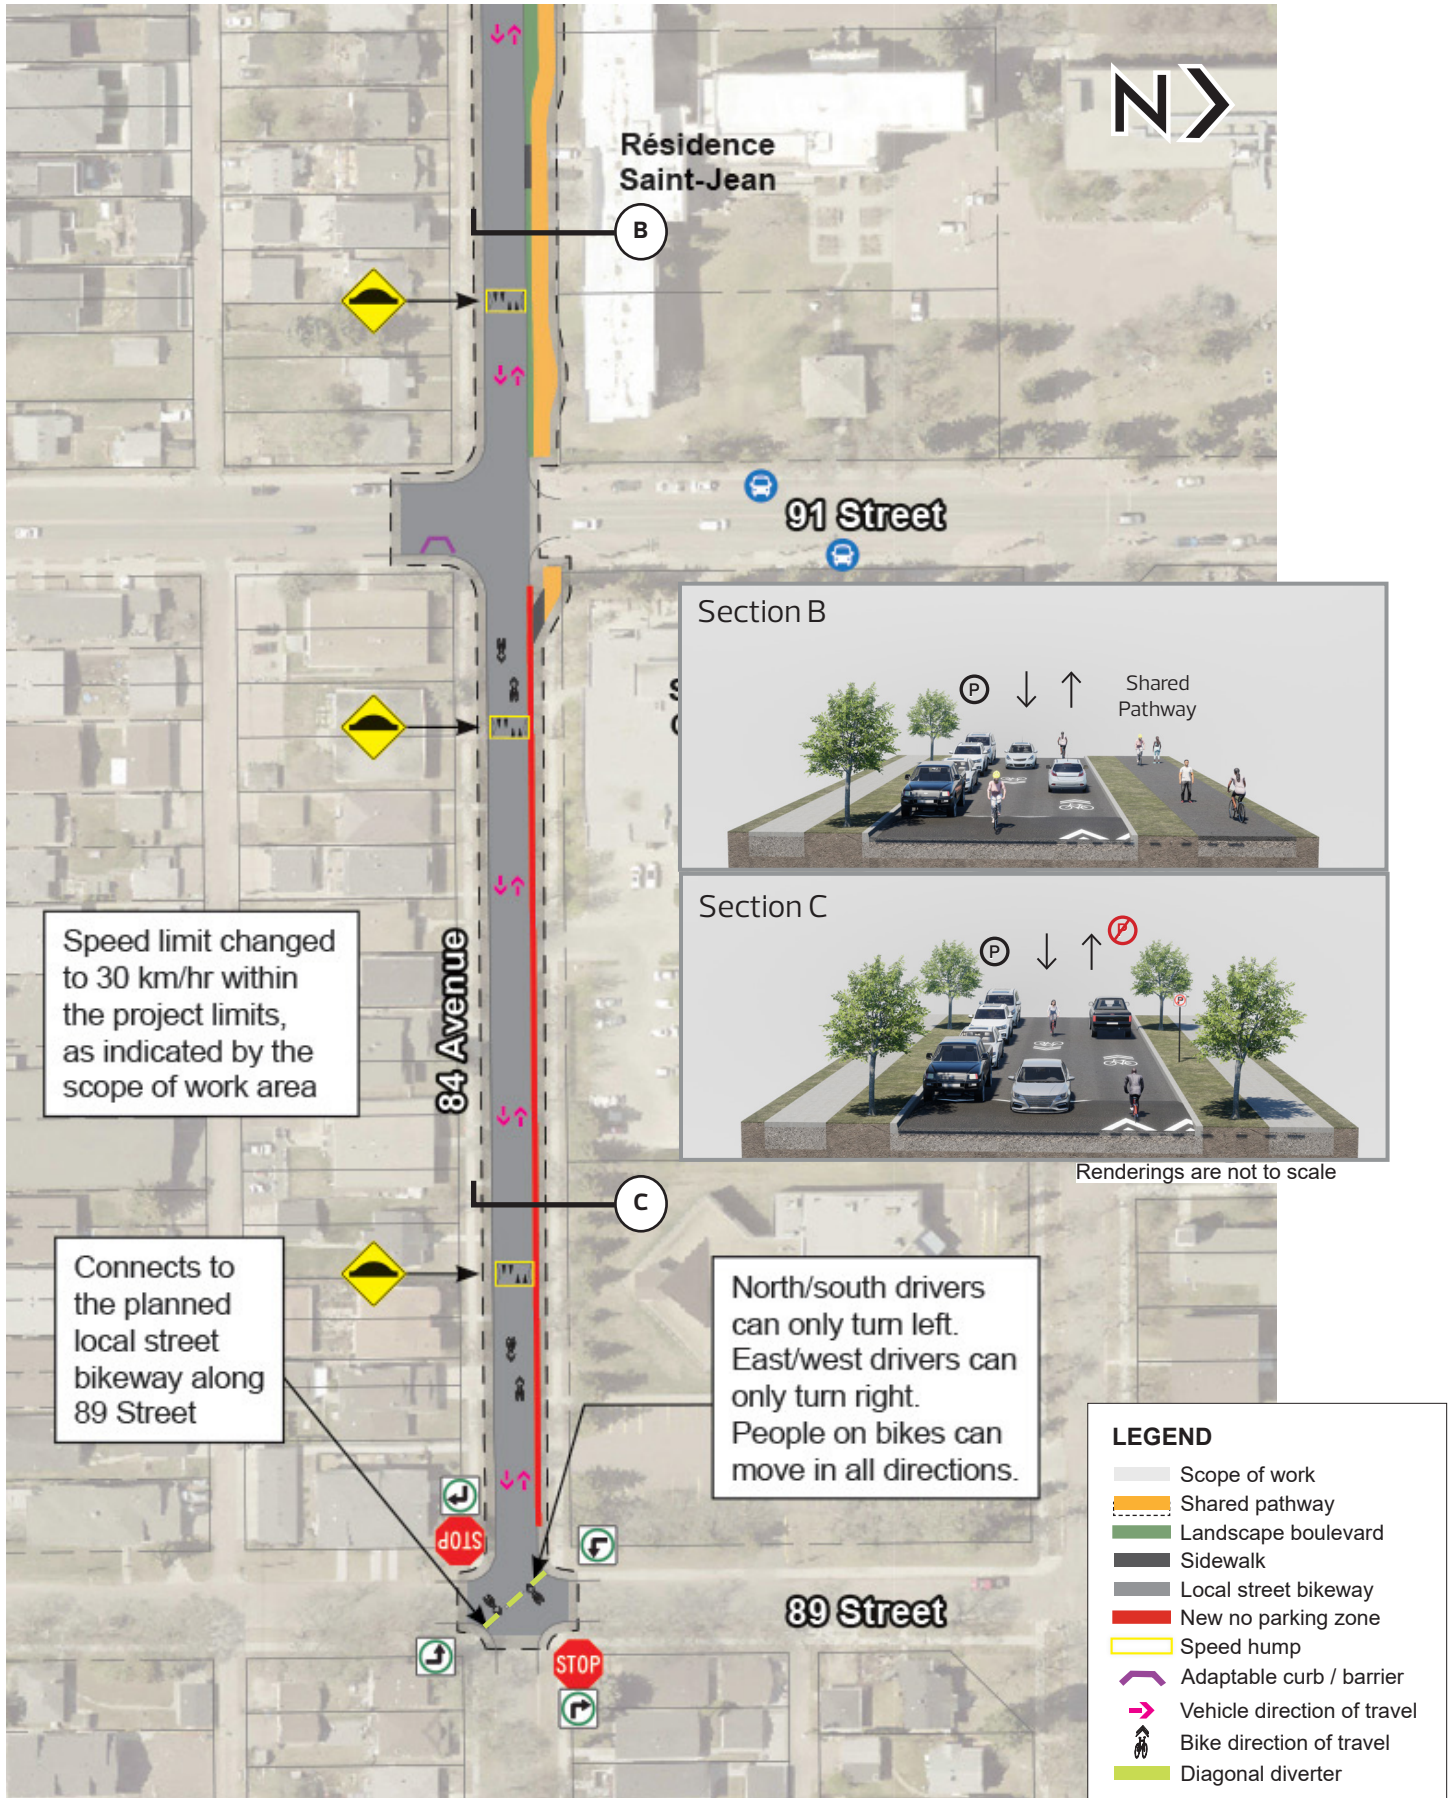 N
Résidence
Saint-Jean
B
91 Street
Section B
P
Shared
Pathway
Section C
P
P
P
Renderings are not to scale
Speed limit changed
to 30 km/hr within
the project limits,
as indicated by the
scope of work area
84 Avenue
C
Connects to
the planned
local street
bikeway along
89 Street
North/south drivers
can only turn left.
East/west drivers can
only turn right.
People on bikes can
move in all directions.
STOP
89 Street
STOP
LEGEND
Scope of work
Shared pathway
Landscape boulevard
Sidewalk
Local street bikeway
New no parking zone
Speed hump
Adaptable curb / barrier
Vehicle direction of travel
Bike direction of travel
Diagonal diverter